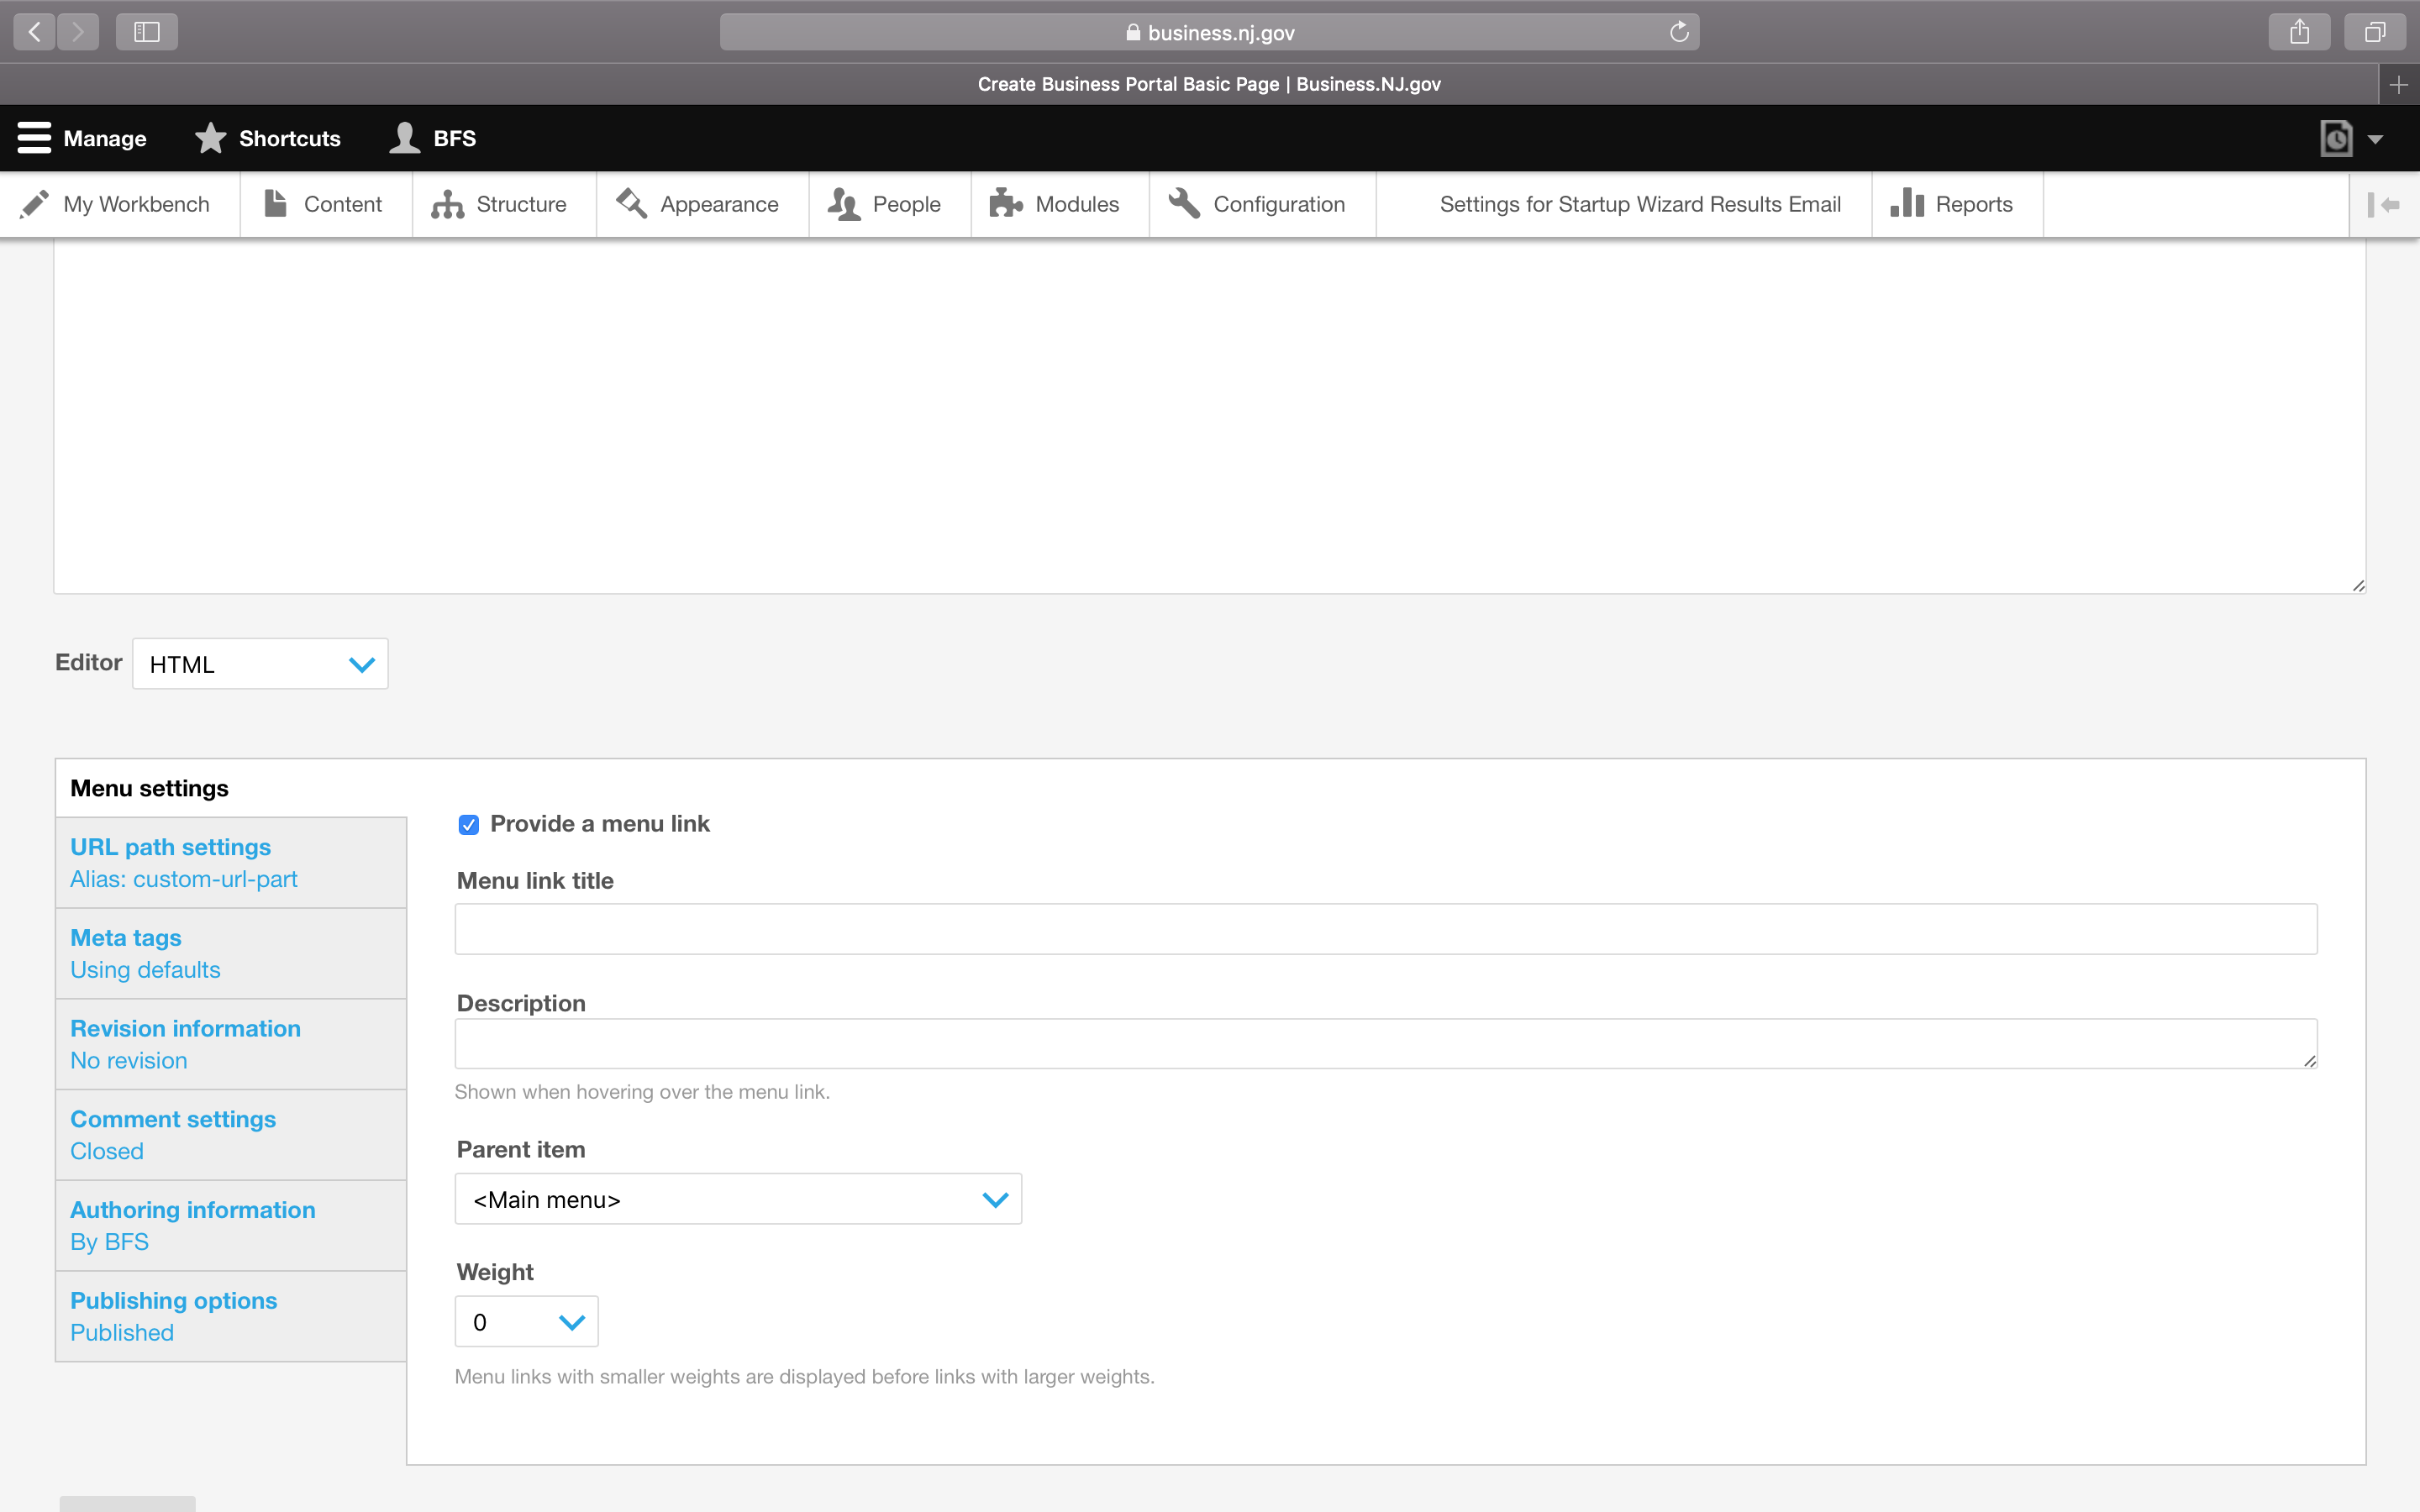 business.nj.gov
Create Business Portal Basic Page | Business.NJ.gov
Manage Shortcuts BFS
My Workbench Content Structure Appearance People Modules Configuration Settings for Startup Wizard Results Email Reports
Editor HTML
Menu settings
URL path settings
Alias: custom-url-part
Meta tags
Using defaults
Revision information
No revision
Comment settings
Closed
Authoring information
By BFS
Publishing options
Published
Provide a menu link
Menu link title
Description
Shown when hovering over the menu link.
Parent item
<Main menu>
Weight
0
Menu links with smaller weights are displayed before links with larger weights.